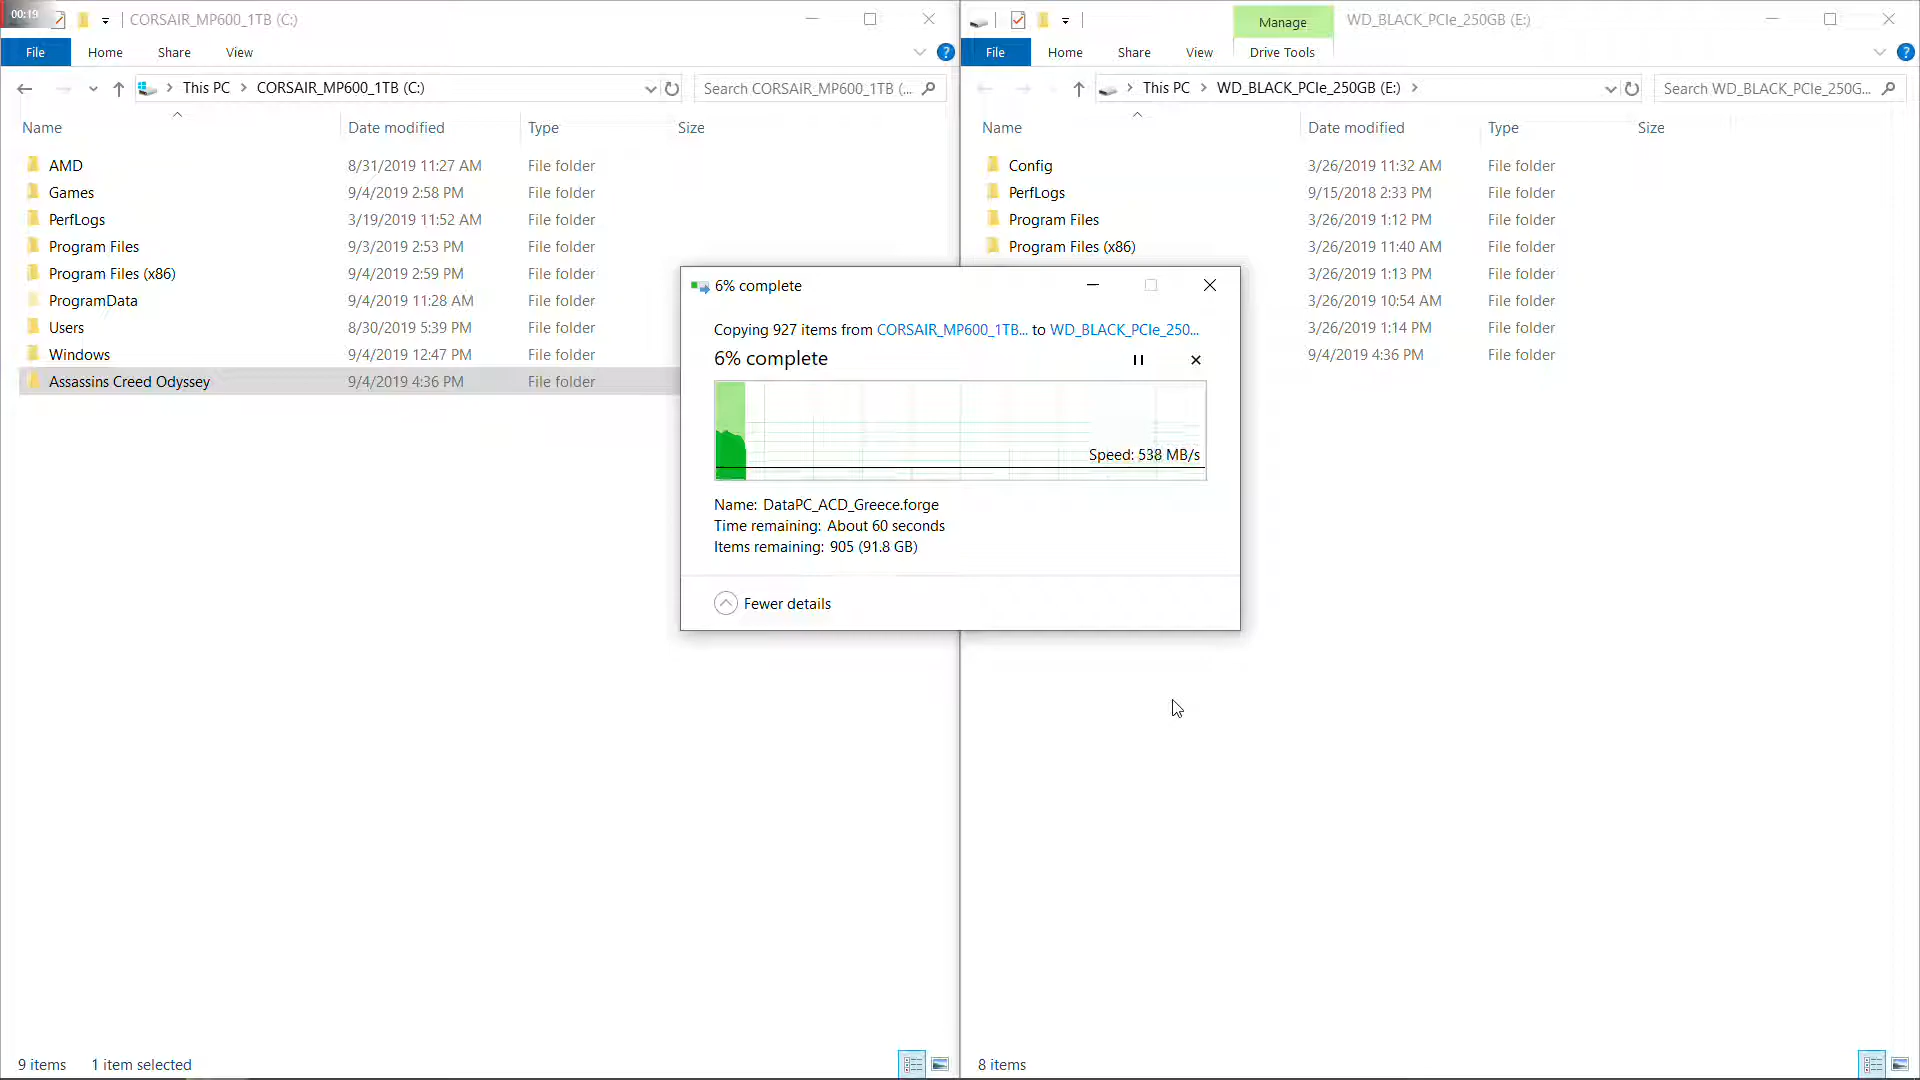 00:19
CORSAIR_MP600_1TB (C:)
File Home Share View
This PC CORSAIR_MP600_1TB (C:)
Search CORSAIR_MP600_1TB (...
Name Date modified Type Size
AMD 8/31/2019 11:27 AM File folder
Games 9/4/2019 2:58 PM File folder
PerfLogs 3/19/2019 11:52 AM File folder
Program Files 9/3/2019 2:53 PM File folder
Program Files (x86) 9/4/2019 2:59 PM File folder
ProgramData 9/4/2019 11:28 AM File folder
Users 8/30/2019 5:39 PM File folder
Windows 9/4/2019 12:47 PM File folder
Assassins Creed Odyssey 9/4/2019 4:36 PM File folder
9 items 1 item selected
Manage WD_BLACK_PCIe_250GB (E:)
File Home Share View Drive Tools
This PC WD_BLACK_PCIe_250GB (E:)
Search WD_BLACK_PCIe_250G...
Name Date modified Type Size
Config 3/26/2019 11:32 AM File folder
PerfLogs 9/15/2018 2:33 PM File folder
Program Files 3/26/2019 1:12 PM File folder
Program Files (x86) 3/26/2019 11:40 AM File folder
3/26/2019 1:13 PM File folder
3/26/2019 10:54 AM File folder
3/26/2019 1:14 PM File folder
9/4/2019 4:36 PM File folder
8 items
6% complete
Copying 927 items from CORSAIR_MP600_1TB... to WD_BLACK_PCIe_250...
6% complete
Speed: 538 MB/s
Name: DataPC_ACD_Greece.forge
Time remaining: About 60 seconds
Items remaining: 905 (91.8 GB)
Fewer details